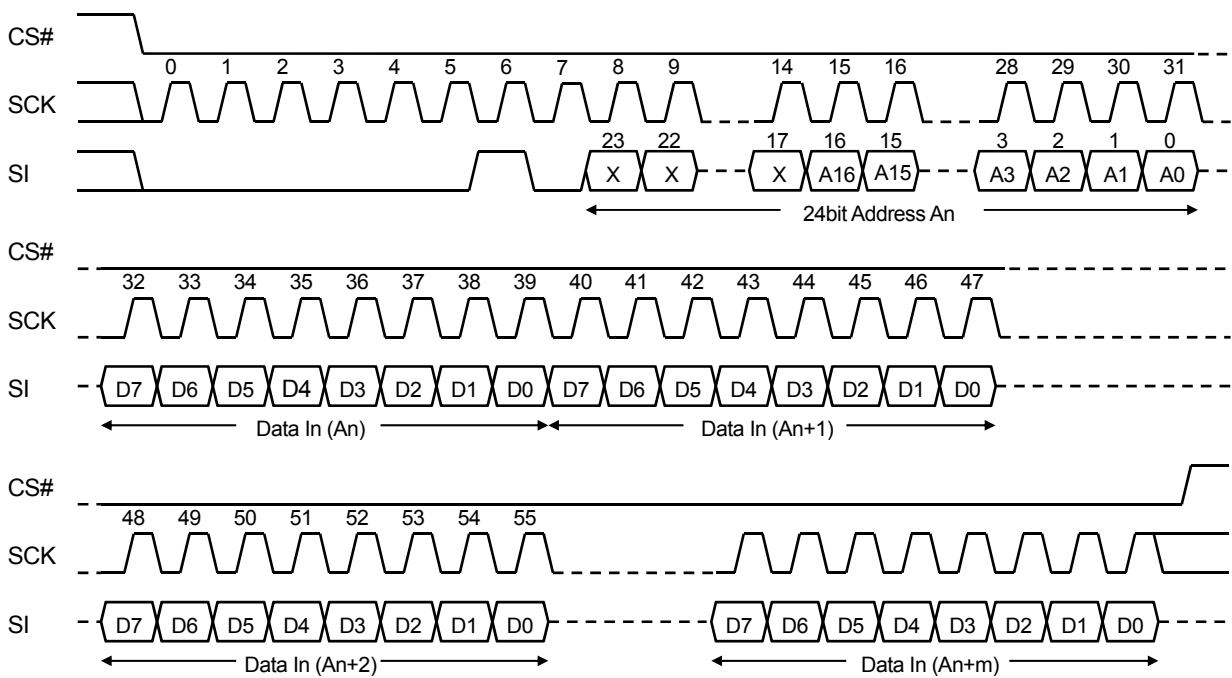 CS#
0 1 2 3 4 5 6 7 8 9 14 15 16 28 29 30 31
SCK
23 22 17 16 15 3 2 1 0
SI X X X A16 A15 A3 A2 A1 A0
24bit Address An
CS#
32 33 34 35 36 37 38 39 40 41 42 43 44 45 46 47
SCK
SI D7 D6 D5 D4 D3 D2 D1 D0 D7 D6 D5 D4 D3 D2 D1 D0
Data In (An) Data In (An+1)
CS#
48 49 50 51 52 53 54 55
SCK
SI D7 D6 D5 D4 D3 D2 D1 D0 D7 D6 D5 D4 D3 D2 D1 D0
Data In (An+2) Data In (An+m)